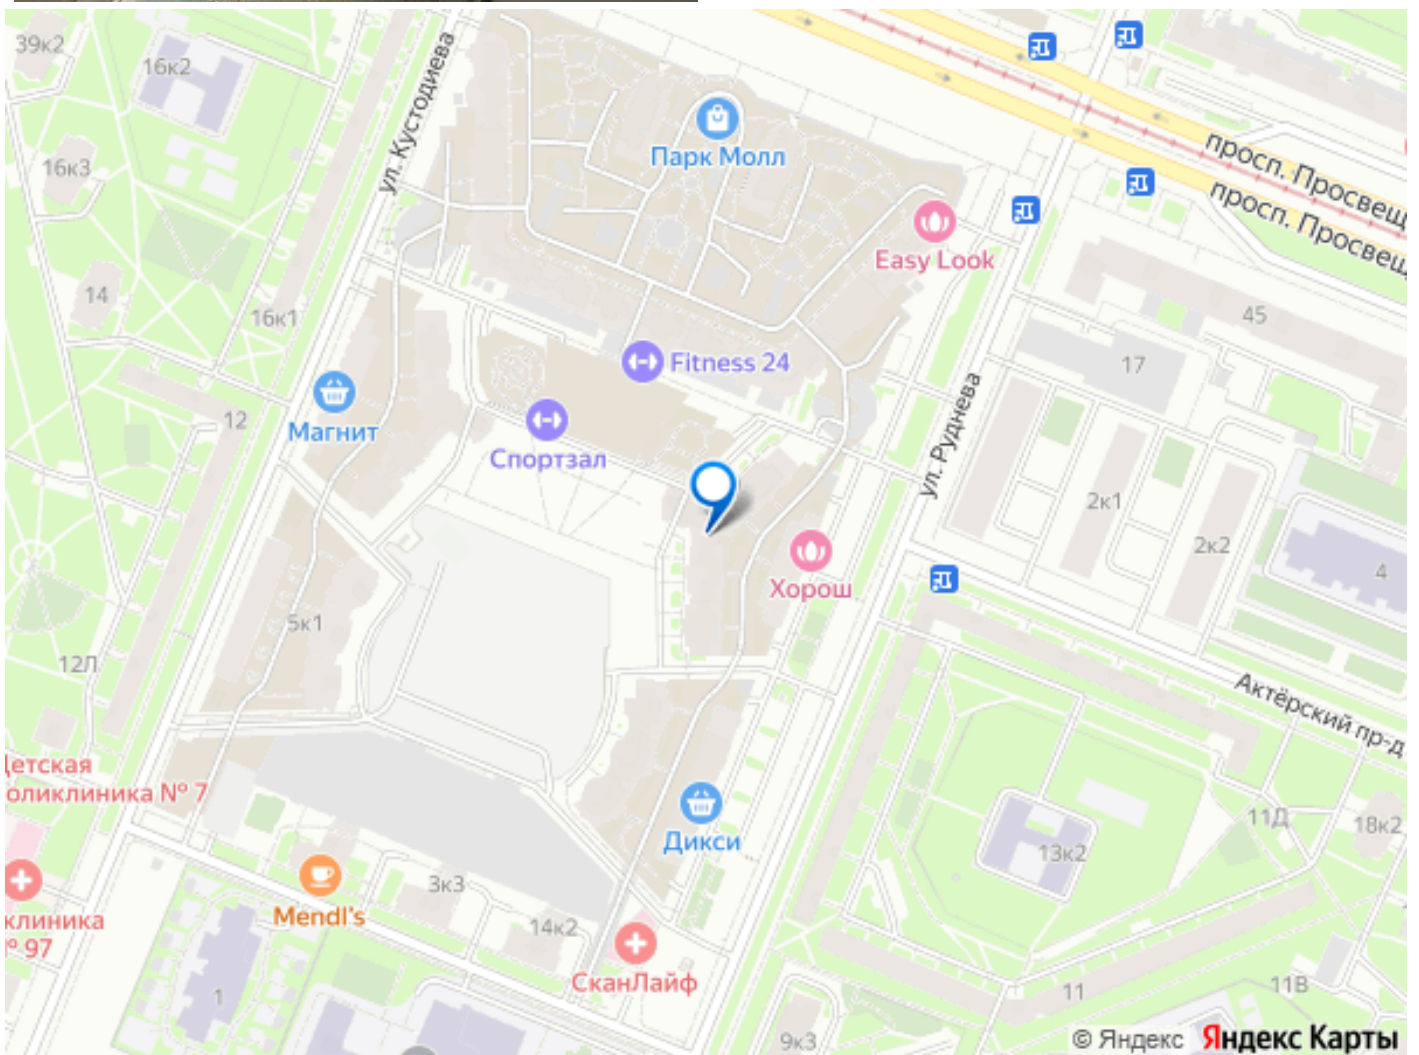 39к2
16к2
ул. Кустодиева
Парк Молл
просп. Просвещ
просп. Просвещ
16к3
Easy Look
14
16к1
45
17
Fitness 24
ул. Руднева
12
Магнит
Спортзал
2к1
2к2
4
Хорош
5к1
12Л
Актёрский пр-д
Детская
оликлиника № 7
Дикси
11Д
18к2
13к2
3к3
Mendl's
клиника
№ 97
14к2
СканЛайф
1
11
11В
9к3
© Яндекс Яндекс Карты